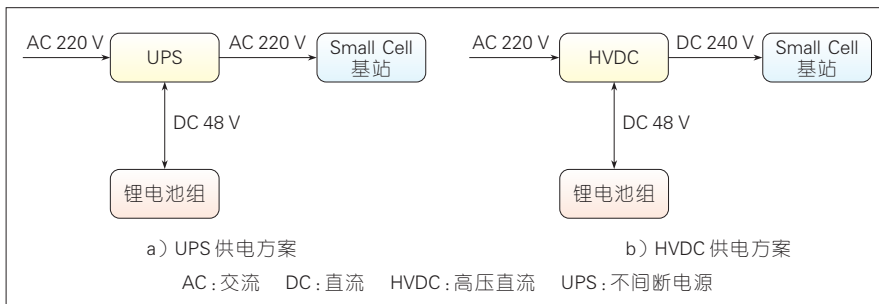 AC 220 V
UPS
AC 220 V
Small Cell
基站
DC 48 V
锂电池组
a）UPS 供电方案
AC 220 V
HVDC
DC 240 V
Small Cell
基站
DC 48 V
锂电池组
b）HVDC 供电方案
AC：交流 DC：直流 HVDC：高压直流 UPS：不间断电源